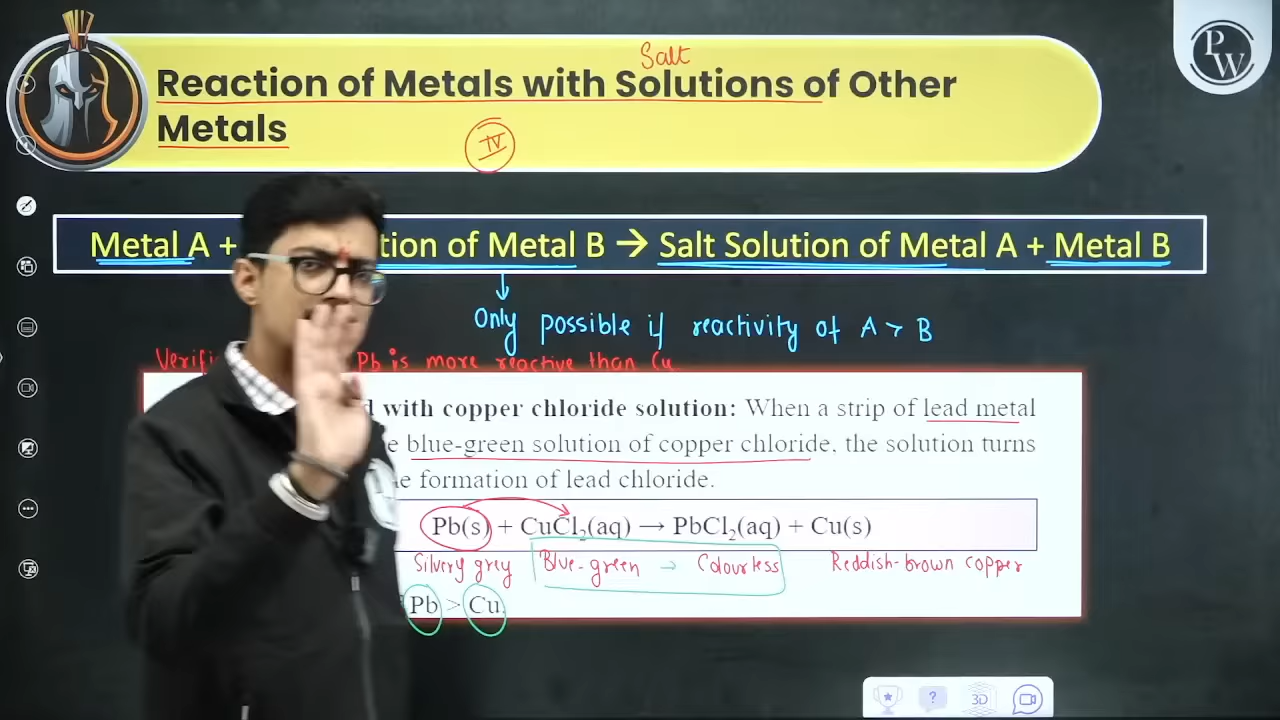 Salt
Reaction of Metals with Solutions of Other
Metals
IV
Metal A + tion of Metal B → Salt Solution of Metal A + Metal B
Only possible if reactivity of A > B
Pb is more reactive than Cu.
with copper chloride solution: When a strip of lead metal
blue-green solution of copper chloride, the solution turns
formation of lead chloride.
Pb(s) + CuCl₂(aq) → PbCl₂(aq) + Cu(s)
Silvery grey Blue-green → Colourless Reddish-brown copper
Pb > Cu.
PW
?
3D